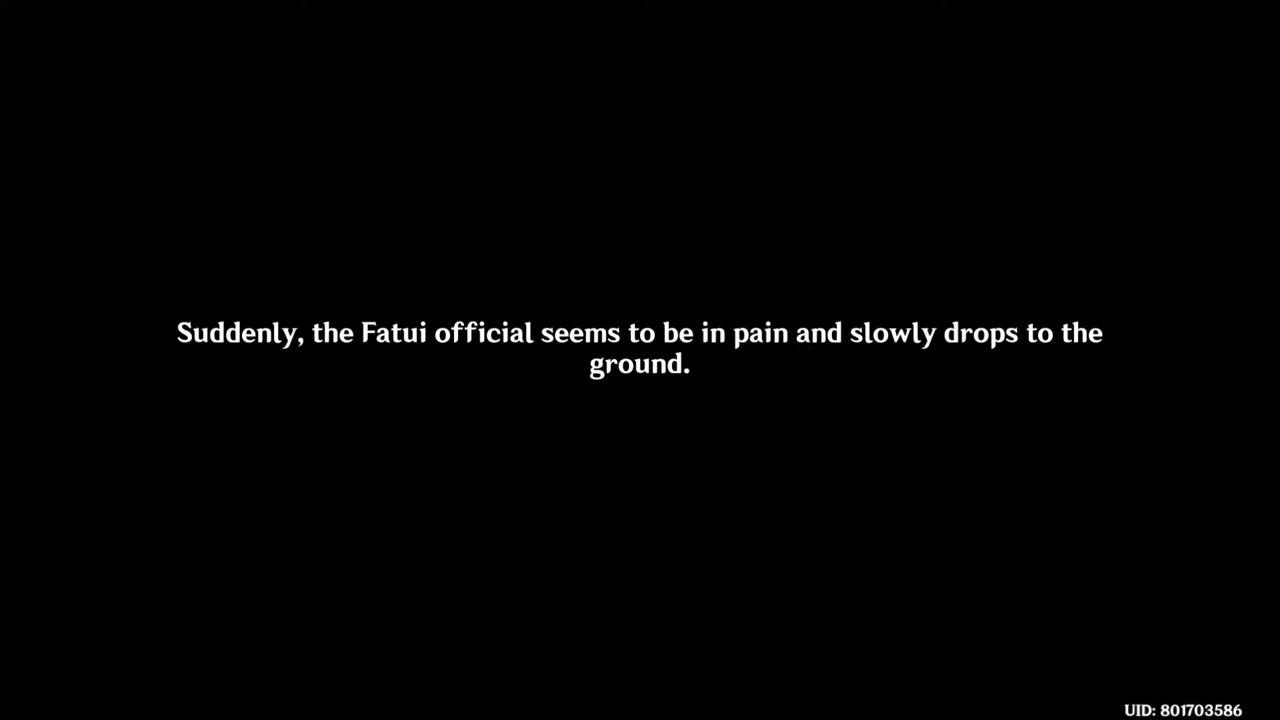 Suddenly, the Fatui official seems to be in pain and slowly drops to the
ground.
UID: 801703586